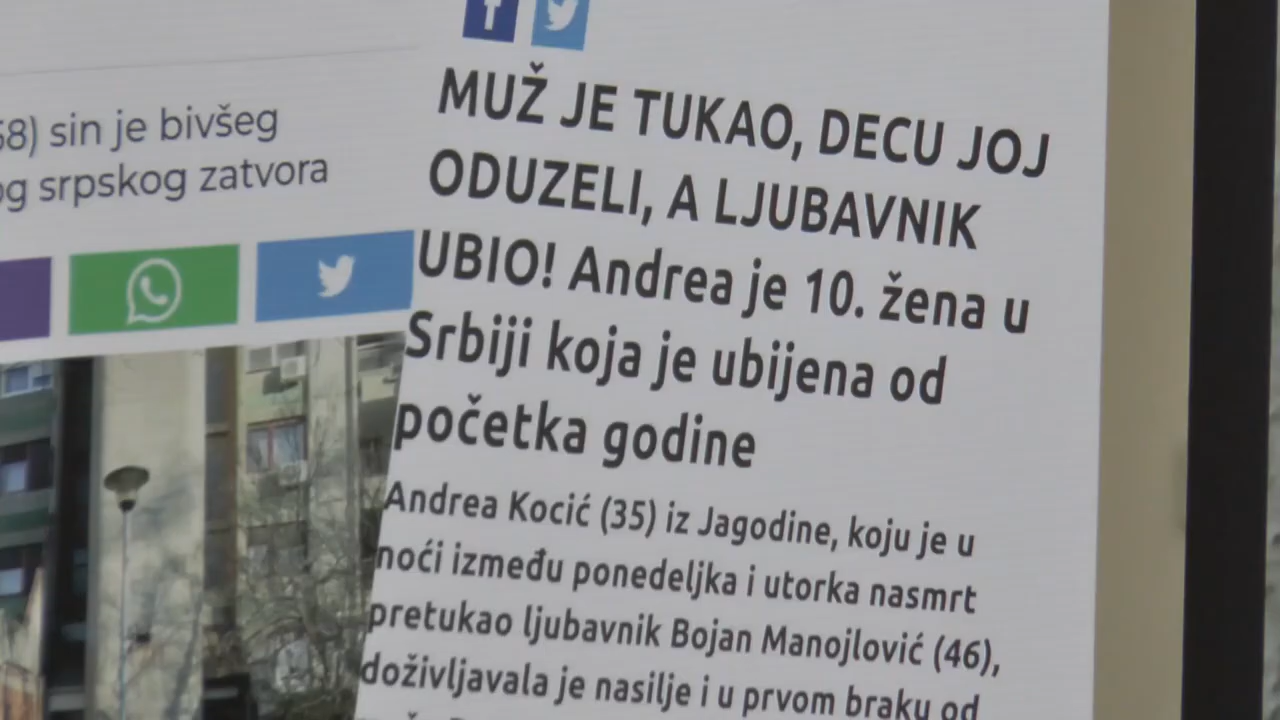 58) sin je bivšeg
og srpskog zatvora
MUŽ JE TUKAO, DECU JOJ
ODUZELI, A LJUBAVNIK
UBIO! Andrea je 10. žena u
Srbiji koja je ubijena od
početka godine
Andrea Kocić (35) iz Jagodine, koju je u
noći između ponedeljka i utorka nasmrt
pretukao ljubavnik Bojan Manojlović (46),
doživljavala je nasilje i u prvom braku od